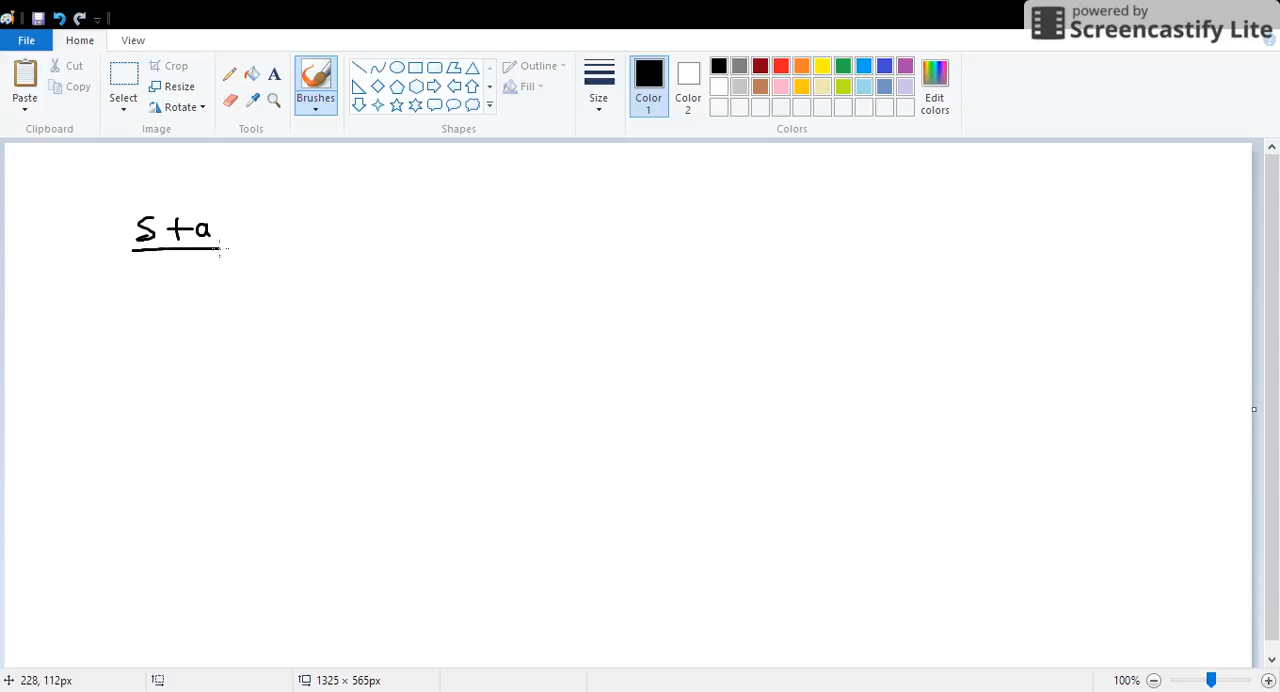 powered by
Screencastify Lite
File Home View
Paste
Cut
Copy
Clipboard
Select
Crop
Resize
Rotate
Image
Tools
Brushes
Shapes
Outline
Fill
Size
Color 1
Color 2
Edit colors
Colors
S + a
228, 112px
1325 × 565px
100%